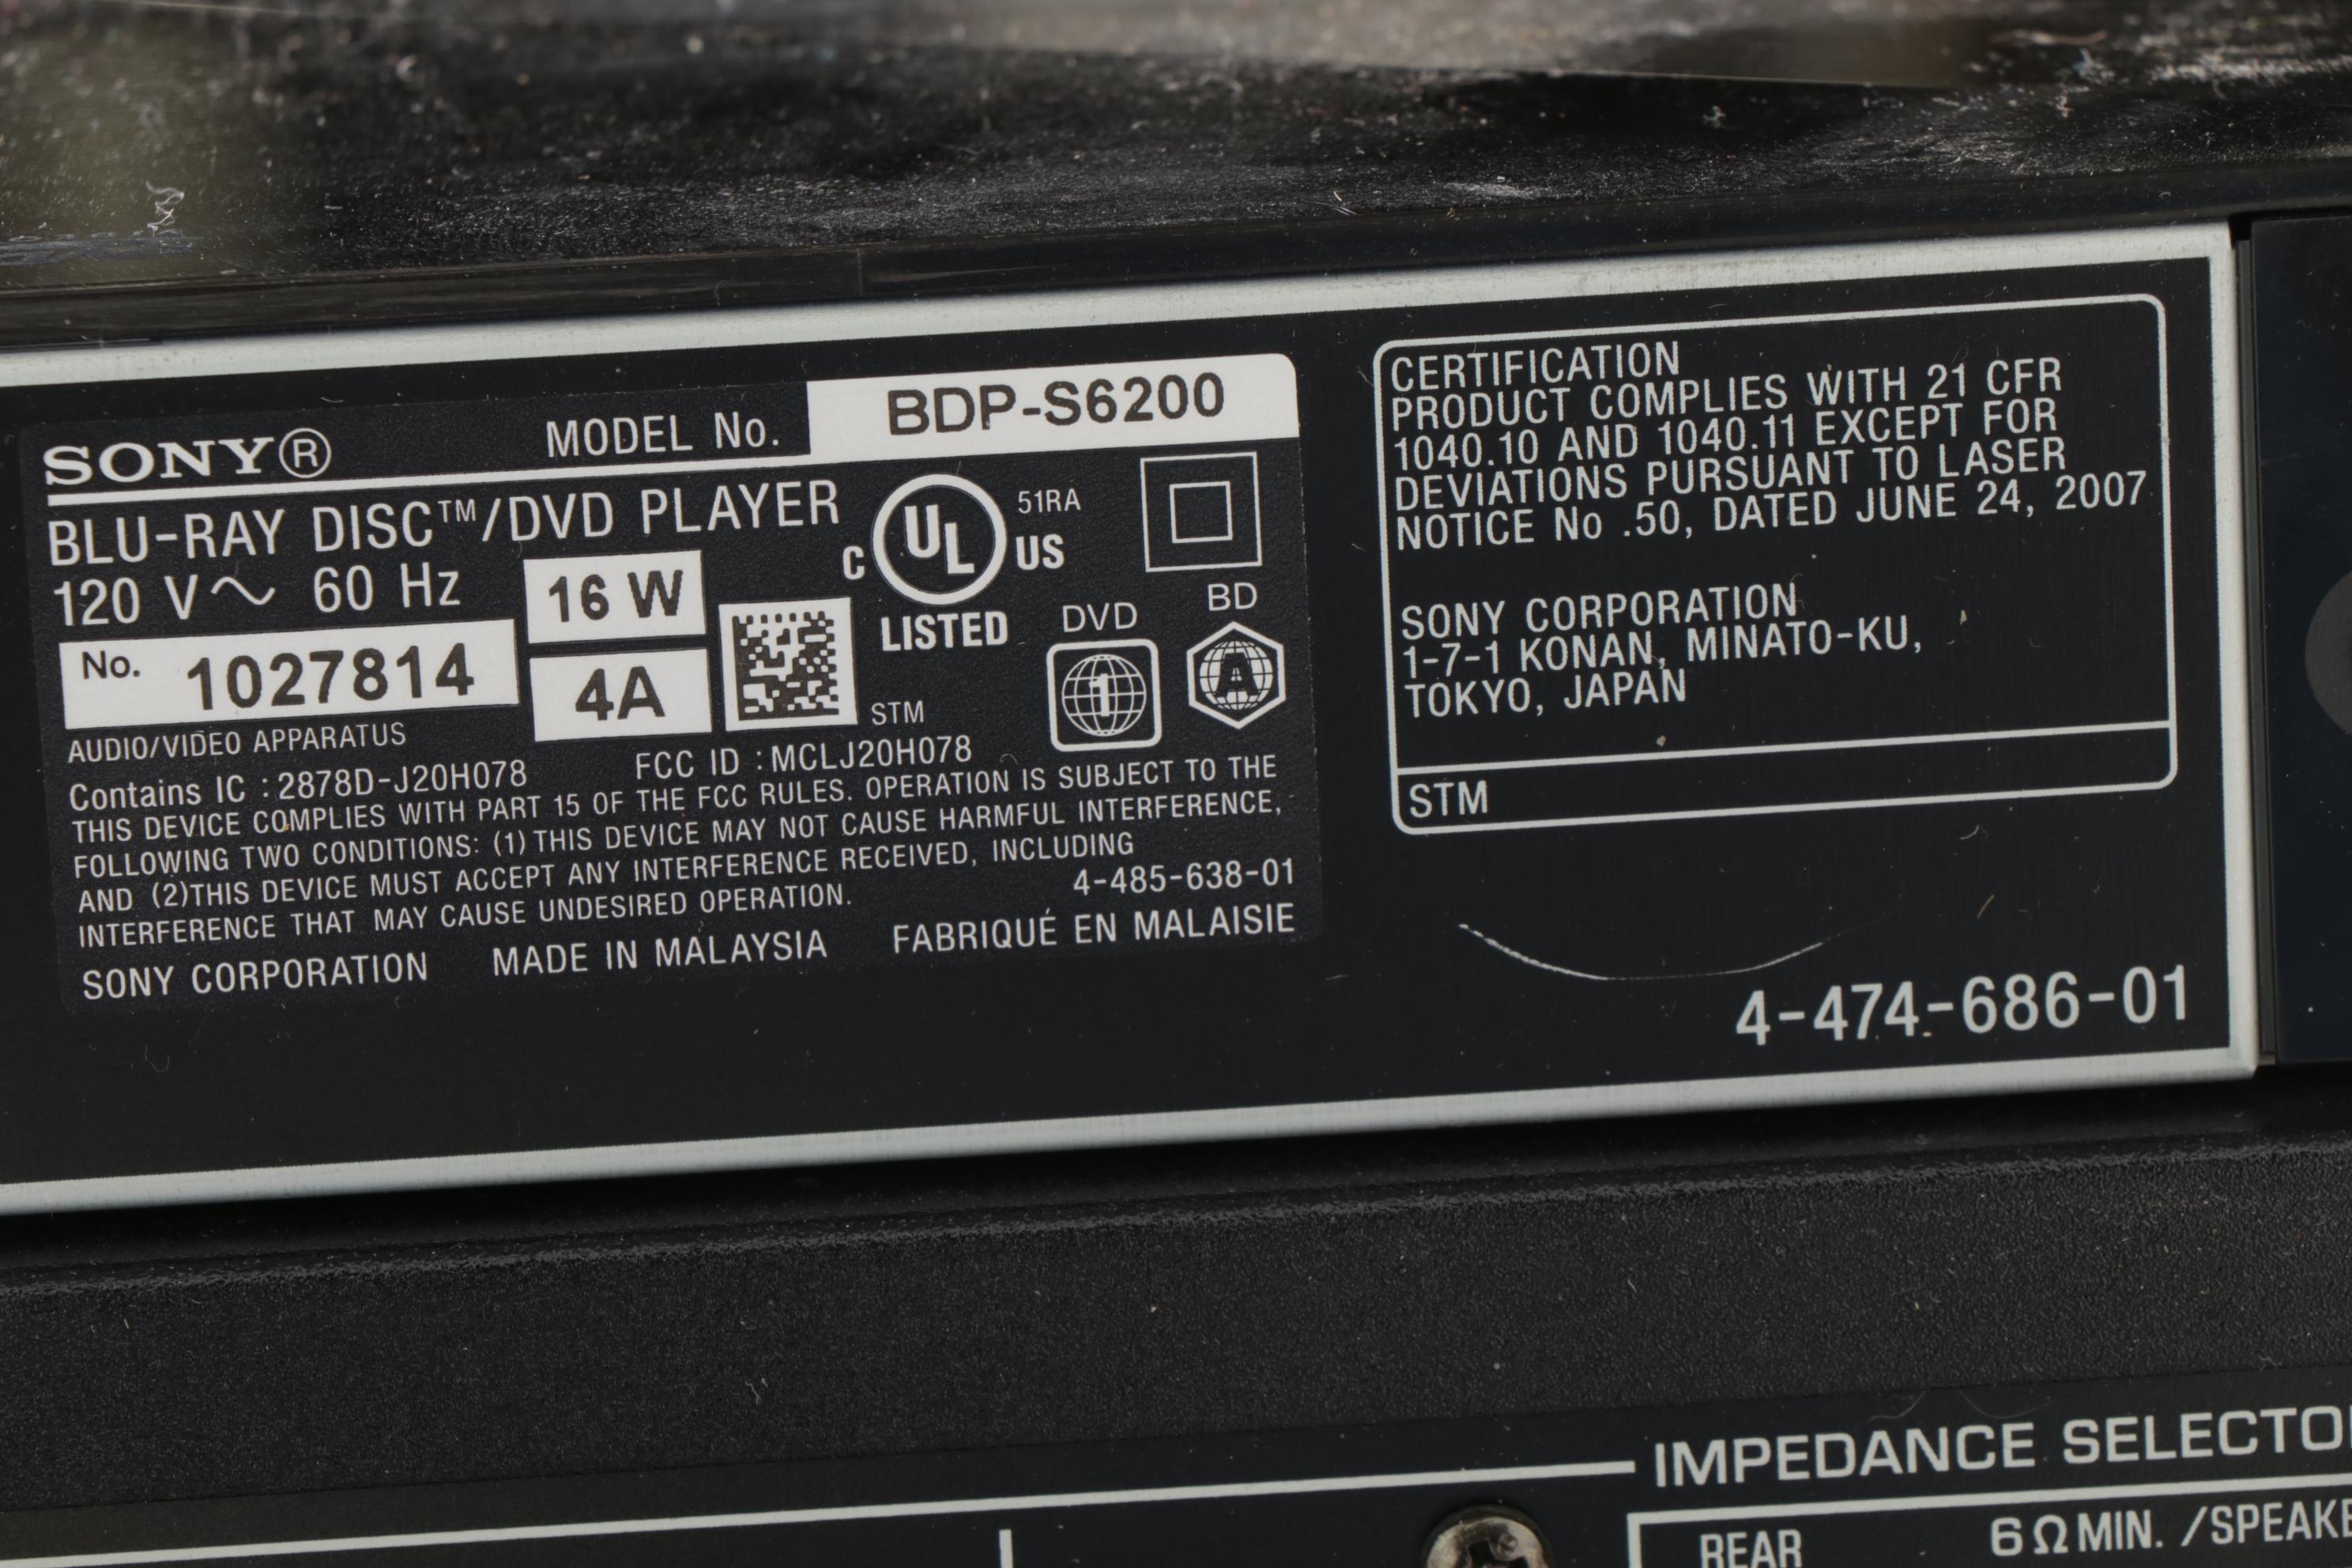 SONY® MODEL No. BDP-S6200
BLU-RAY DISC™/DVD PLAYER
120 V~ 60 Hz 16 W
No. 1027814 4A
C UL US 51RA
LISTED
DVD BD
1 A
STM
AUDIO/VIDEO APPARATUS
Contains IC : 2878D-J20H078 FCC ID : MCLJ20H078
THIS DEVICE COMPLIES WITH PART 15 OF THE FCC RULES. OPERATION IS SUBJECT TO THE
FOLLOWING TWO CONDITIONS: (1) THIS DEVICE MAY NOT CAUSE HARMFUL INTERFERENCE,
AND (2)THIS DEVICE MUST ACCEPT ANY INTERFERENCE RECEIVED, INCLUDING
INTERFERENCE THAT MAY CAUSE UNDESIRED OPERATION. 4-485-638-01
SONY CORPORATION MADE IN MALAYSIA FABRIQUÉ EN MALAISIE
CERTIFICATION
PRODUCT COMPLIES WITH 21 CFR
1040.10 AND 1040.11 EXCEPT FOR
DEVIATIONS PURSUANT TO LASER
NOTICE No .50, DATED JUNE 24, 2007
SONY CORPORATION
1-7-1 KONAN, MINATO-KU,
TOKYO, JAPAN
STM
4-474-686-01
IMPEDANCE SELECTO
REAR 6Ω MIN. /SPEAKE